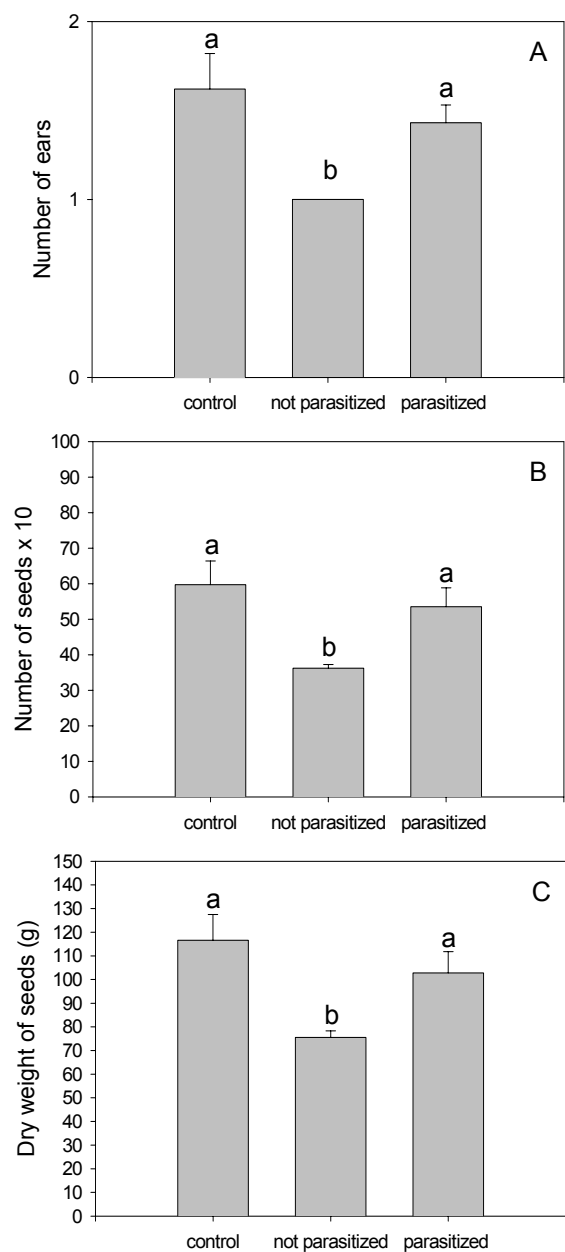 2
A
a
a
b
1
Number of ears
0
control not parasitized parasitized
100
B
90
80
70
a
a
60
50
b
40
30
20
10
0
Number of seeds x 10
control not parasitized parasitized
150
C
140
130
a
120
a
110
100
90
b
80
70
60
50
40
30
20
10
0
Dry weight of seeds (g)
control not parasitized parasitized